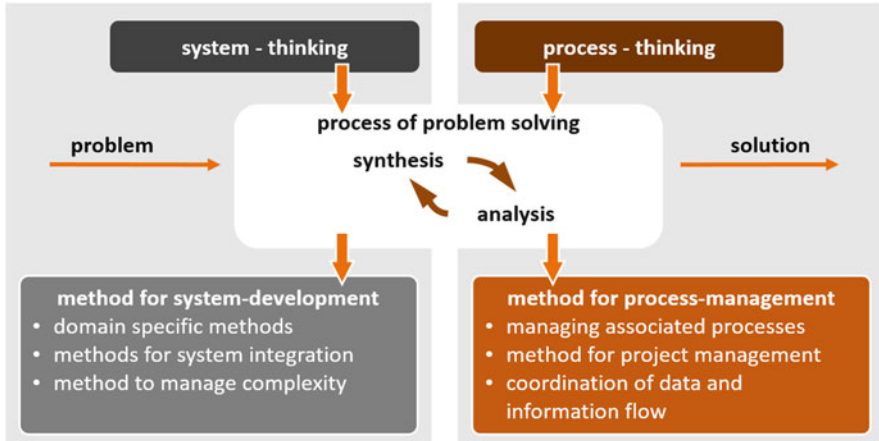 system - thinking
process - thinking
process of problem solving
problem
synthesis
solution
analysis
method for system-development
• domain specific methods
• methods for system integration
• method to manage complexity
method for process-management
• managing associated processes
• method for project management
• coordination of data and
information flow